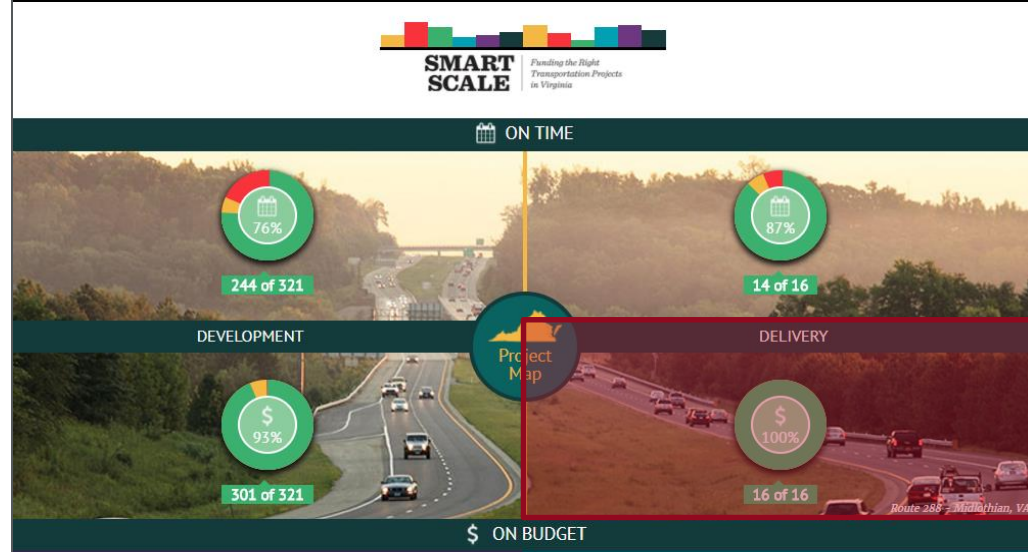 SMART
SCALE
Funding the Right
Transportation Projects
in Virginia
ON TIME
76%
87%
244 of 321
14 of 16
DEVELOPMENT
Project
Map
DELIVERY
$
93%
$
100%
301 of 321
16 of 16
Route 288 - Midlothian, VA
$ ON BUDGET